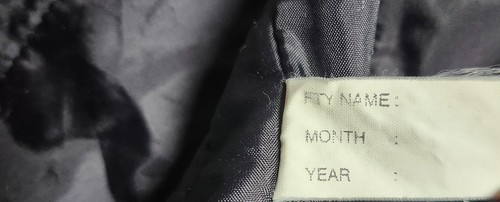 FTY NAME :
MONTH :
YEAR :